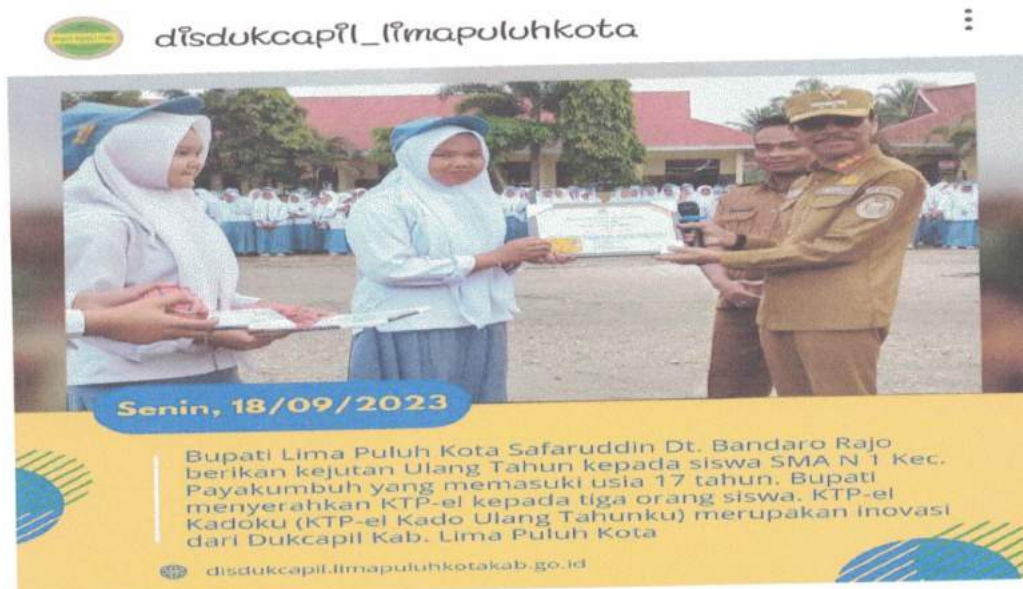 disdukcapil_limapuluhkota
Senin, 18/09/2023
Bupati Lima Puluh Kota Safaruddin Dt. Bandaro Rajo
berikan kejutan Ulang Tahun kepada siswa SMA N 1 Kec.
Payakumbuh yang memasuki usia 17 tahun. Bupati
menyerahkan KTP-el kepada tiga orang siswa. KTP-el
Kadoku (KTP-el Kado Ulang Tahunku) merupakan inovasi
dari Dukcapil Kab. Lima Puluh Kota
disdukcapil.limapuluhkotakab.go.id